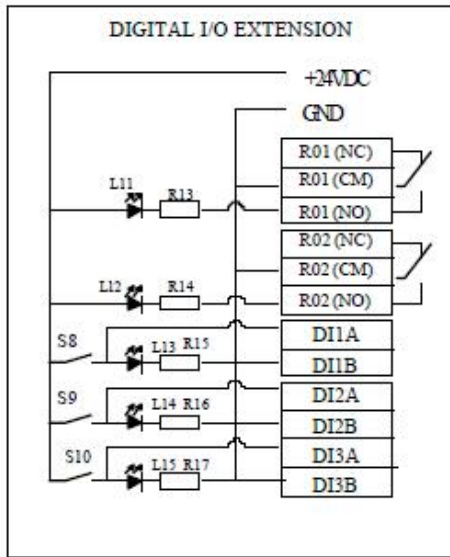 DIGITAL I/O EXTENSION
+24VDC
GND
R01 (NC)
L11 R13 R01 (CM)
R01 (NO)
R02 (NC)
L12 R14 R02 (CM)
R02 (NO)
S8 DI1A
L13 R15 DI1B
S9 DI2A
L14 R16 DI2B
S10 DI3A
L15 R17 DI3B